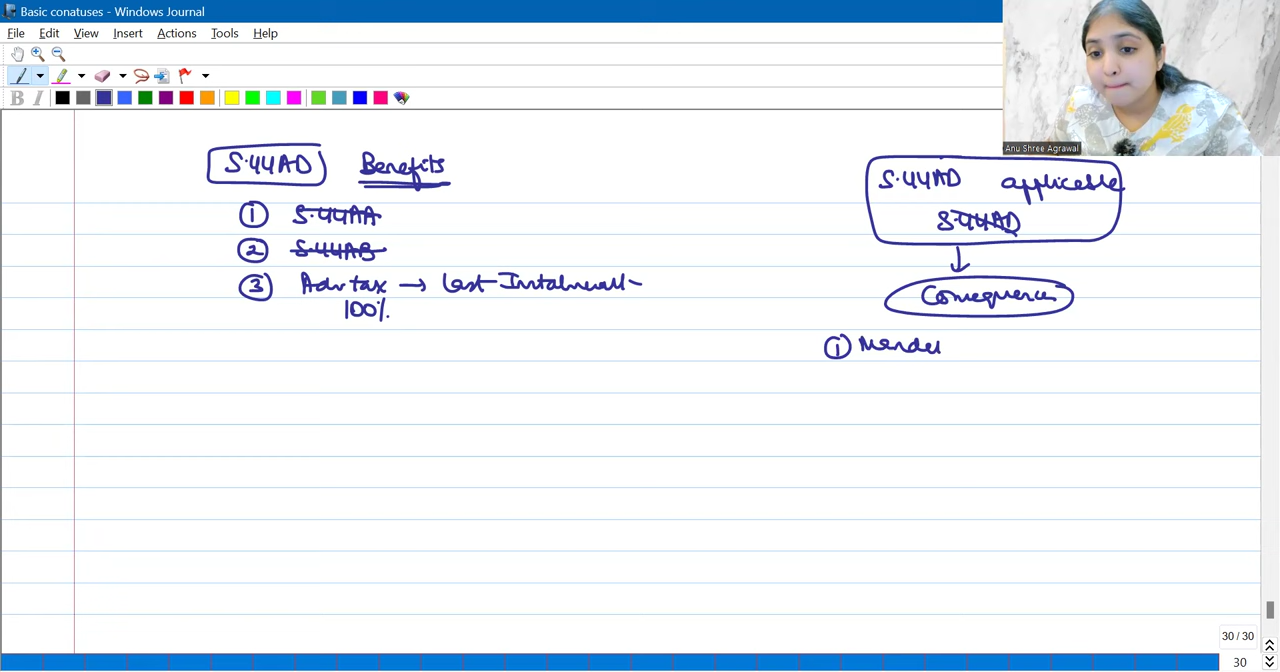 Basic conatuses - Windows Journal
File Edit View Insert Actions Tools Help
B I
Anu Shree Agrawal
S.44AD Benefits
① S.44AA
② S.44AB
③ Adv tax → Last Instalment
100%
S.44AD applicable
S.44AD
↓
Consequences
① Mandat
30 / 30
30